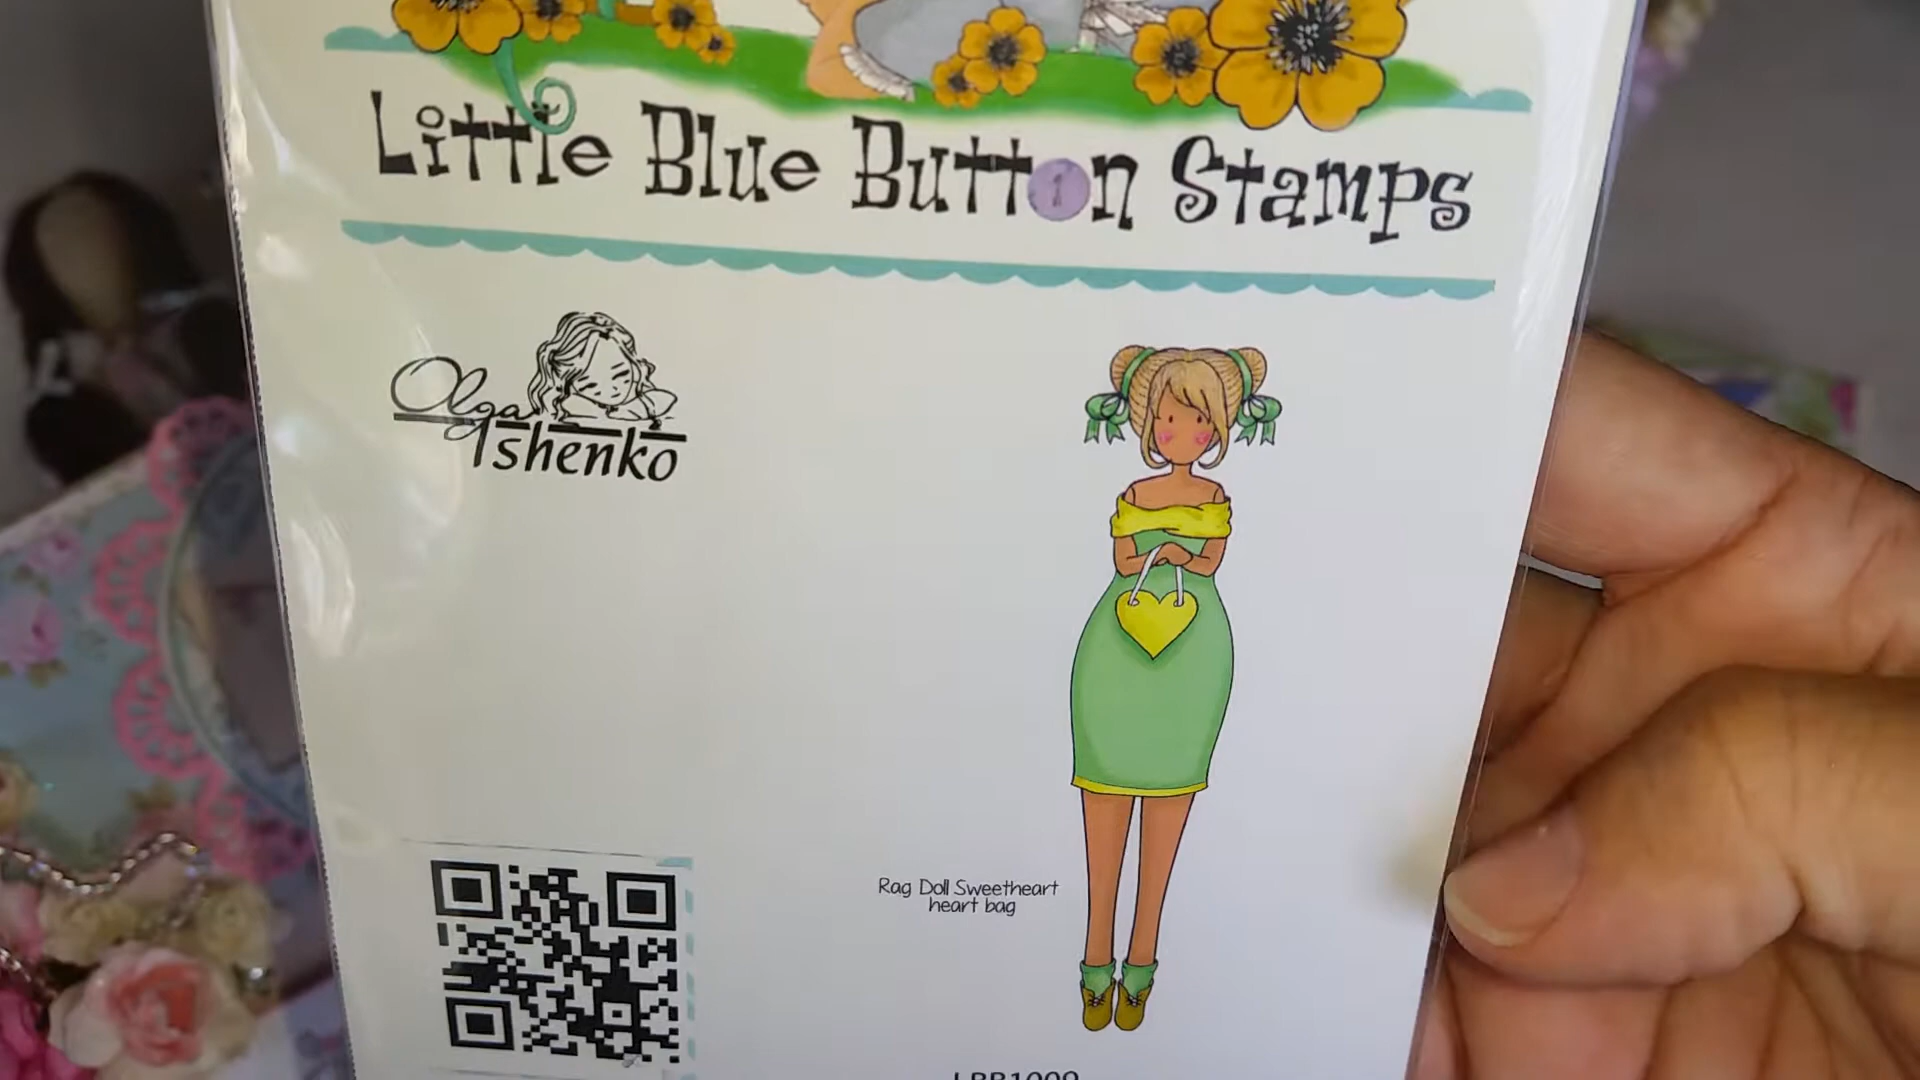 Little Blue Button Stamps
Olga
Ishenko
Rag Doll Sweetheart
heart bag